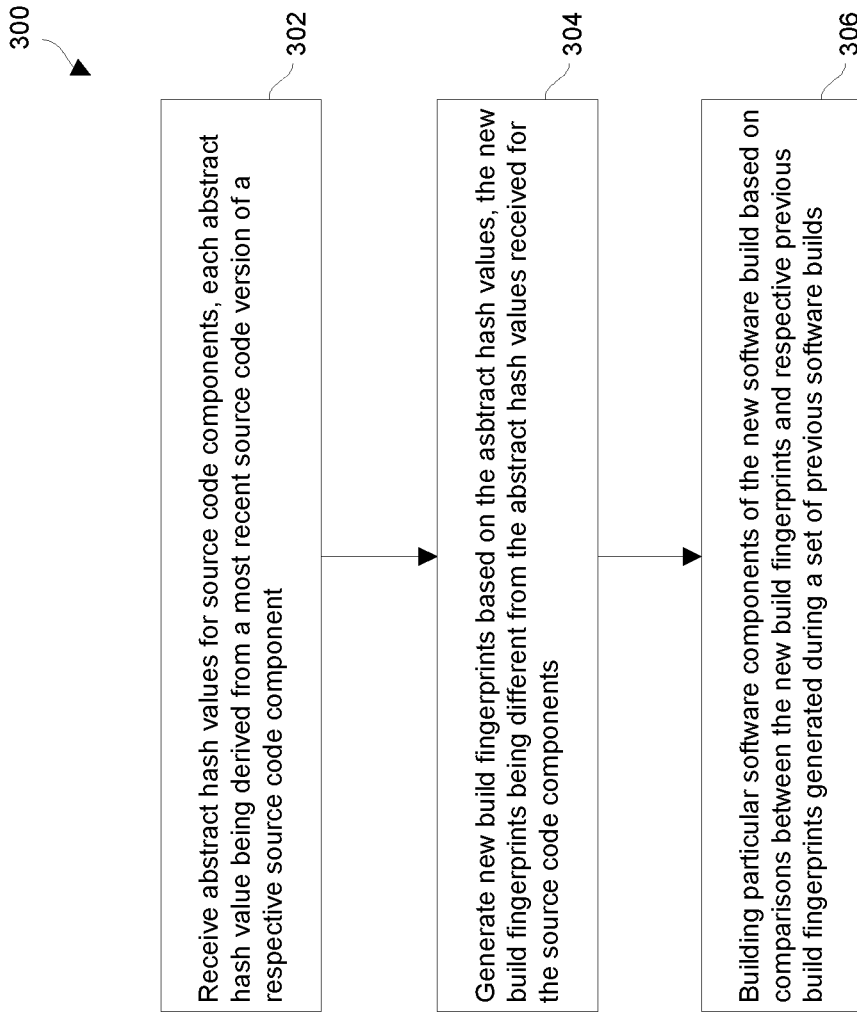 300
302
Receive abstract hash values for source code components, each abstract
hash value being derived from a most recent source code version of a
respective source code component
304
Generate new build fingerprints based on the asbtract hash values, the new
build fingerprints being different from the abstract hash values received for
the source code components
306
Building particular software components of the new software build based on
comparisons between the new build fingerprints and respective previous
build fingerprints generated during a set of previous software builds